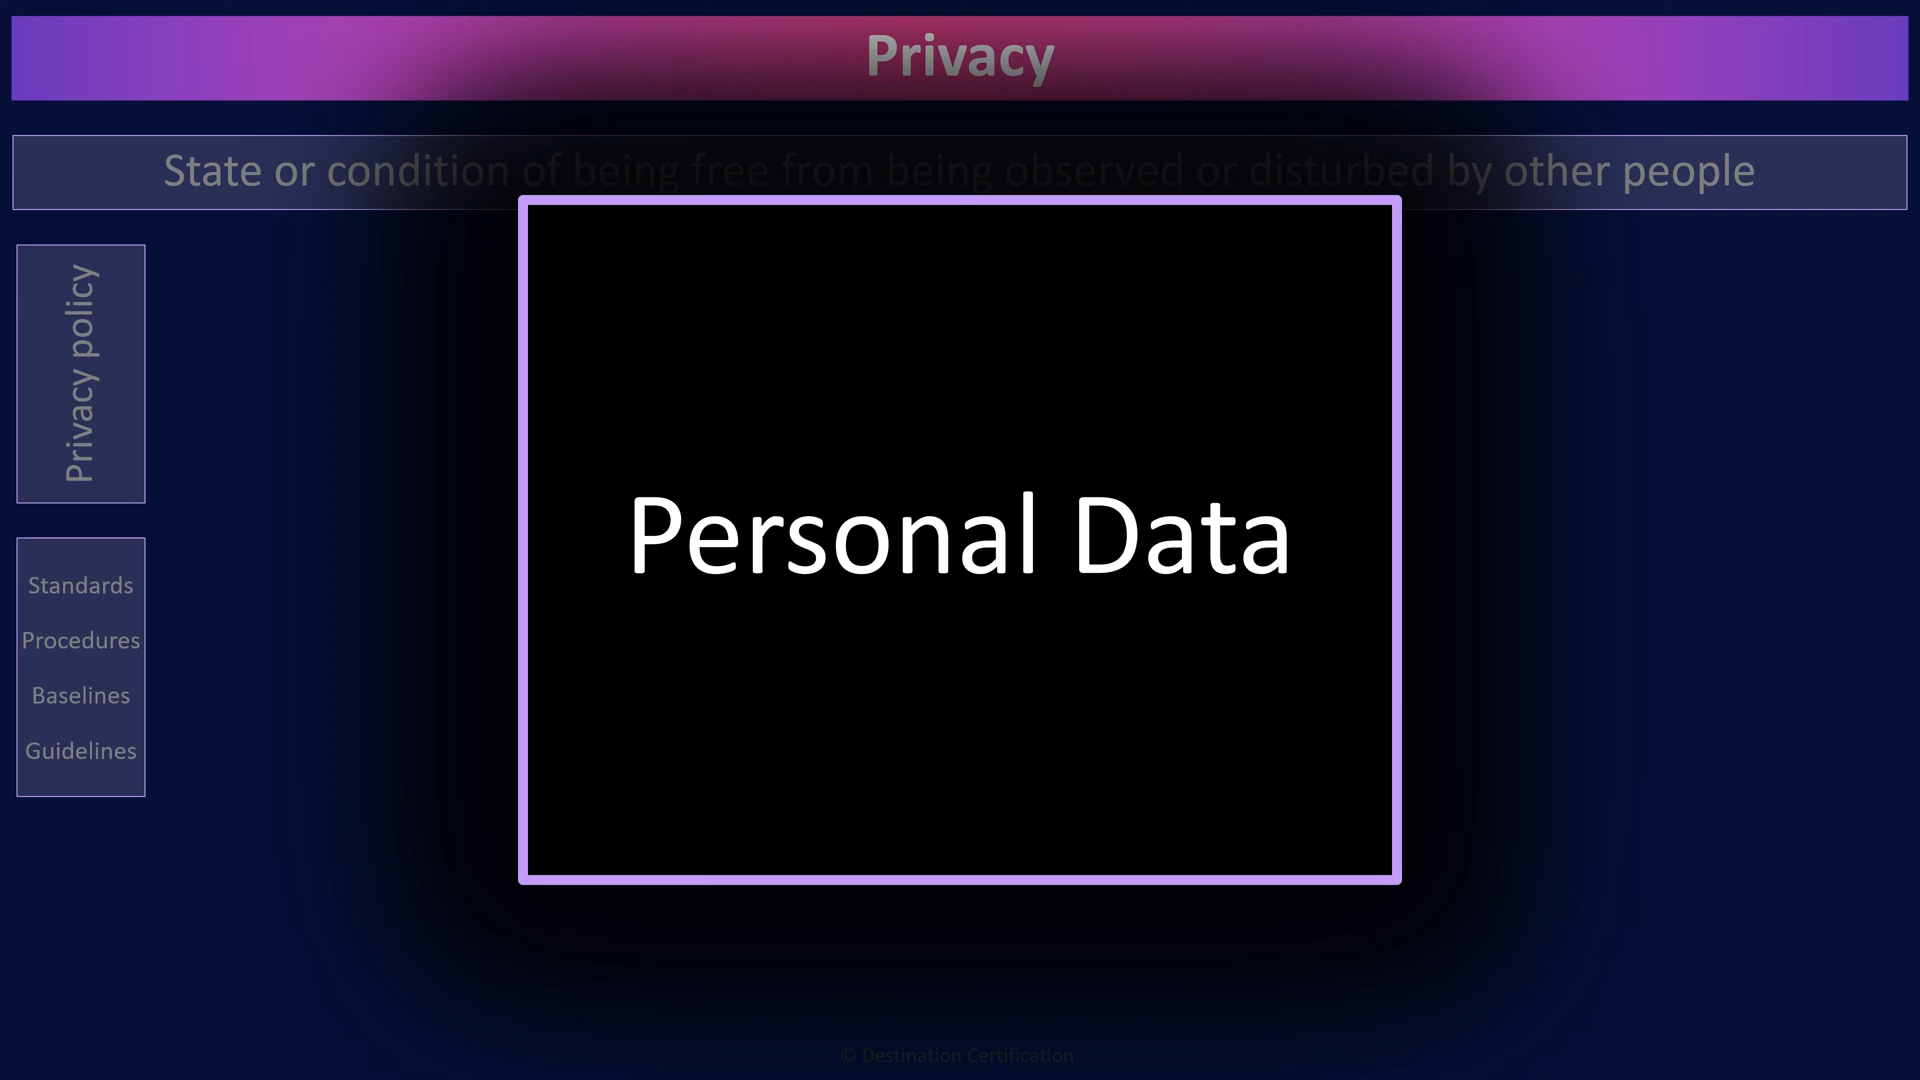 Privacy
State or condition of being free from being observed or disturbed by other people
Privacy policy
Personal Data
Standards
Procedures
Baselines
Guidelines
© Destination Certification